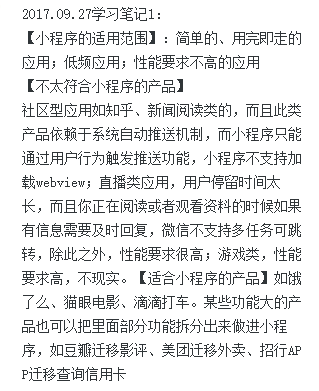 2017.09.27学习笔记1：
【小程序的适用范围】：简单的、用完即走的
应用；低频应用；性能要求不高的应用
【不太符合小程序的产品】
社区型应用如知乎、新闻阅读类的，而且此类
产品依赖于系统自动推送机制，而小程序只能
通过用户行为触发推送功能，小程序不支持加
载webview；直播类应用，用户停留时间太
长，而且你正在阅读或者观看资料的时候如果
有信息需要及时回复，微信不支持多任务可跳
转，除此之外，性能要求很高；游戏类，性能
要求高，不现实。【适合小程序的产品】如饿
了么、猫眼电影、滴滴打车。某些功能大的产
品也可以把里面部分功能拆分出来做进小程
序，如豆瓣迁移影评、美团迁移外卖、招行AP
P迁移查询信用卡